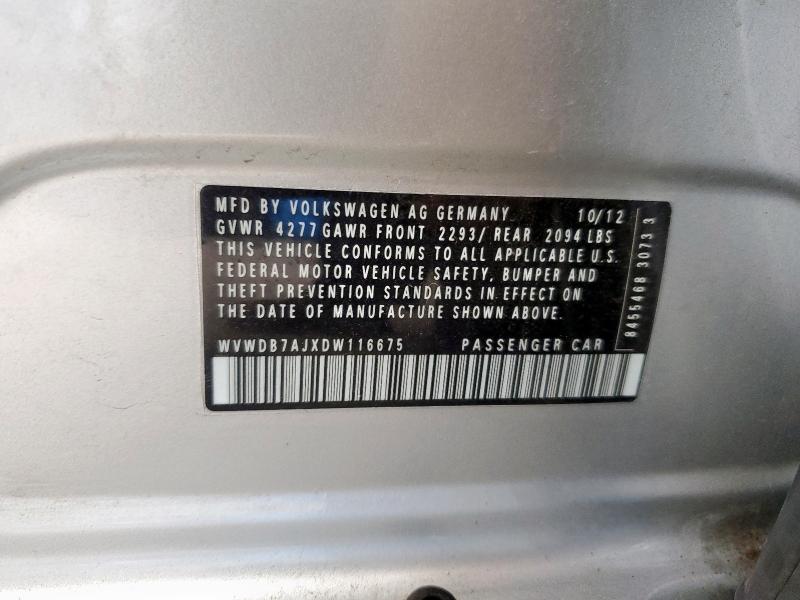 MFD BY VOLKSWAGEN AG GERMANY 10/12
GVWR 4277 GAWR FRONT 2293/ REAR 2094 LBS
THIS VEHICLE CONFORMS TO ALL APPLICABLE U.S.
FEDERAL MOTOR VEHICLE SAFETY, BUMPER AND
THEFT PREVENTION STANDARDS IN EFFECT ON
THE DATE OF MANUFACTURE SHOWN ABOVE.
WVWDB7AJXDW116675 PASSENGER CAR
8455468 3073 3